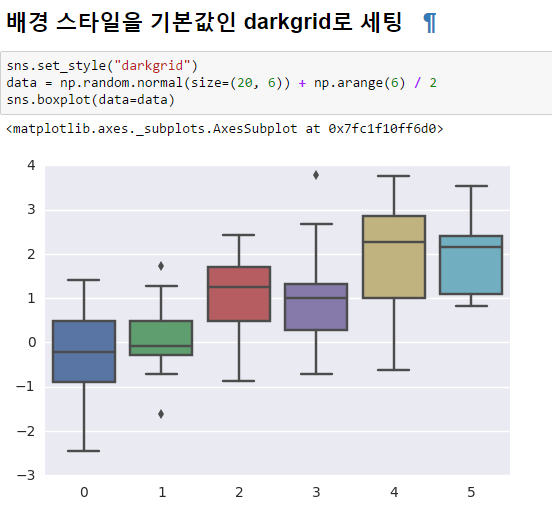 배경 스타일을 기본값인 darkgrid로 세팅 ¶
sns.set_style("darkgrid")
data = np.random.normal(size=(20, 6)) + np.arange(6) / 2
sns.boxplot(data=data)
<matplotlib.axes._subplots.AxesSubplot at 0x7fc1f10ff6d0>
4
3
2
1
0
−1
−2
−3
0 1 2 3 4 5